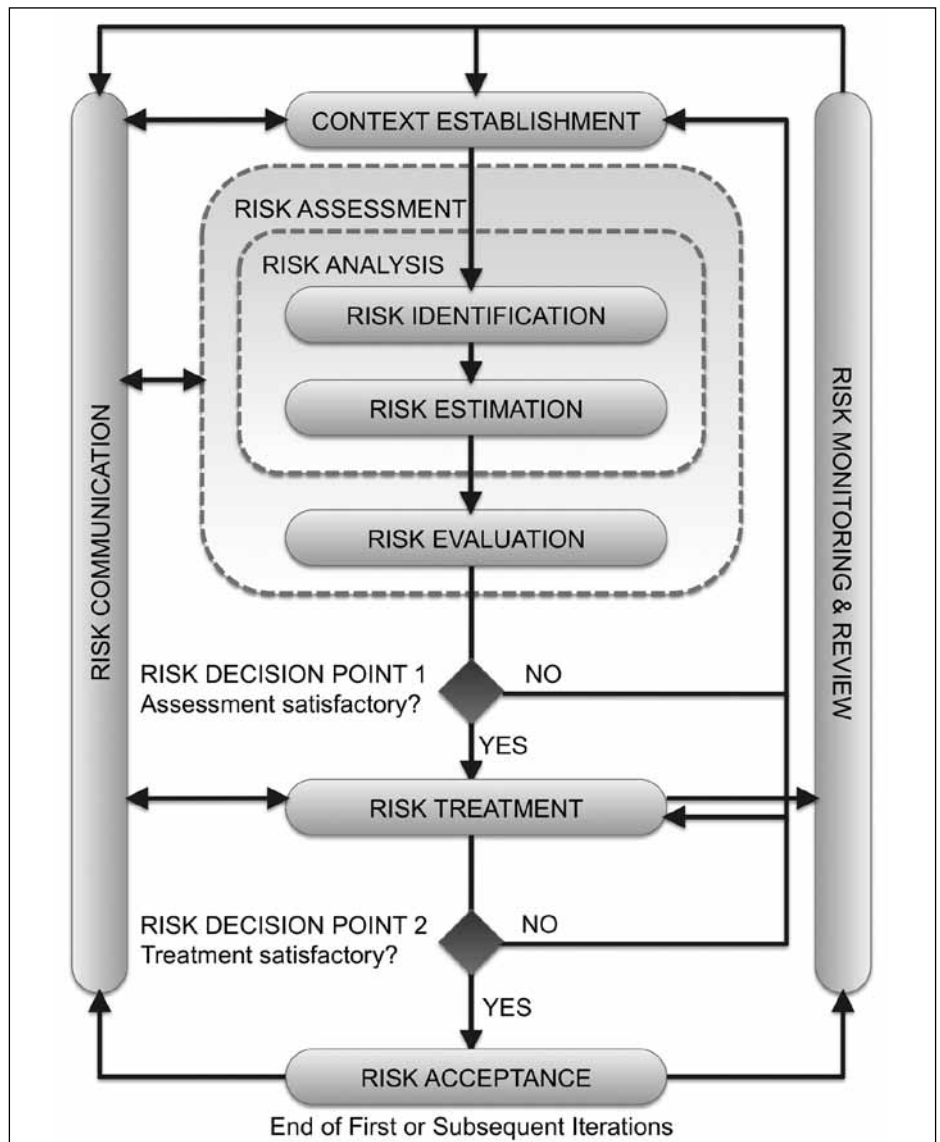 CONTEXT ESTABLISHMENT
RISK ASSESSMENT
RISK ANALYSIS
RISK IDENTIFICATION
RISK ESTIMATION
RISK EVALUATION
RISK COMMUNICATION
RISK MONITORING & REVIEW
RISK DECISION POINT 1
Assessment satisfactory?
NO
YES
RISK TREATMENT
RISK DECISION POINT 2
Treatment satisfactory?
NO
YES
RISK ACCEPTANCE
End of First or Subsequent Iterations